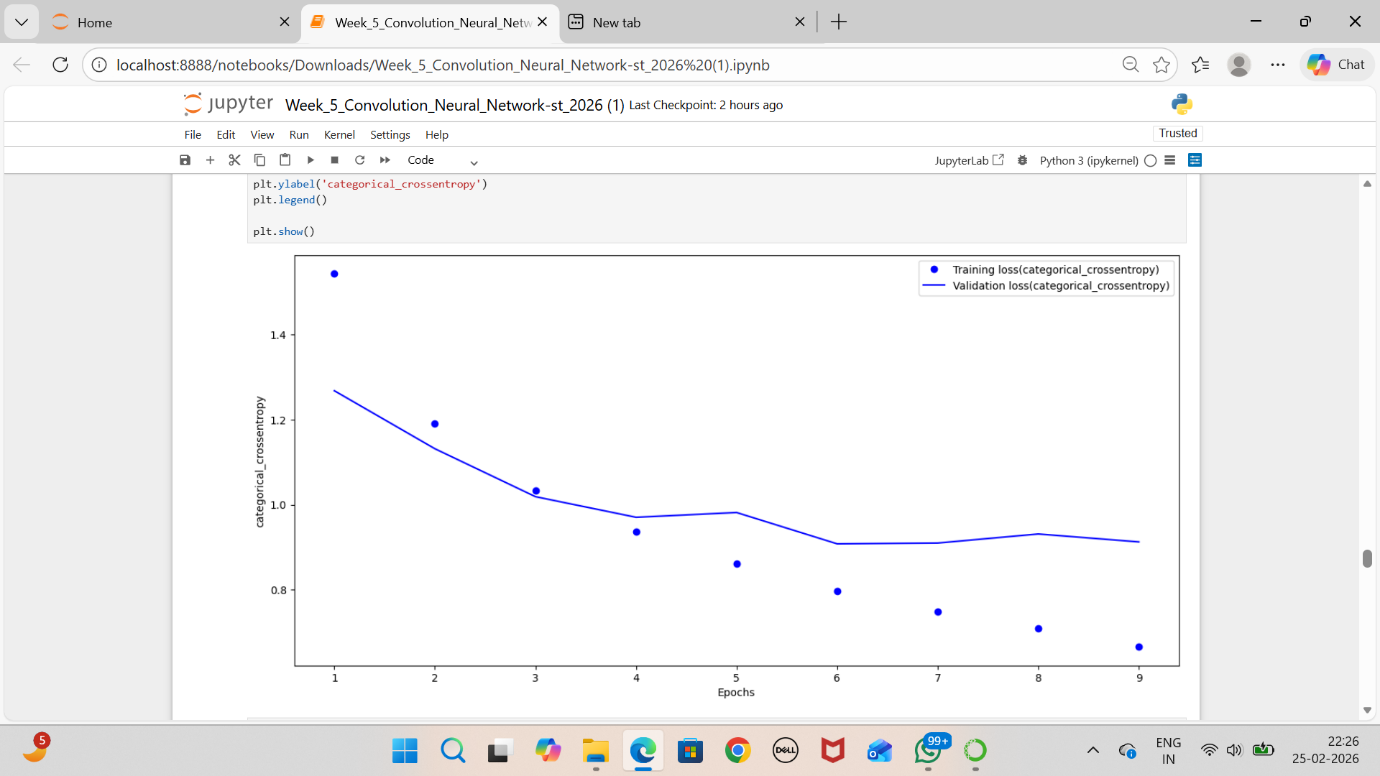 Home
Week_5_Convolution_Neural_Netw
New tab
localhost:8888/notebooks/Downloads/Week_5_Convolution_Neural_Network-st_2026%20(1).ipynb
Chat
jupyter Week_5_Convolution_Neural_Network-st_2026 (1) Last Checkpoint: 2 hours ago
File Edit View Run Kernel Settings Help
Trusted
Code
JupyterLab
Python 3 (ipykernel)
plt.ylabel('categorical_crossentropy')
plt.legend()
plt.show()
Training loss(categorical_crossentropy)
Validation loss(categorical_crossentropy)
1.4
1.2
1.0
0.8
categorical_crossentropy
1 2 3 4 5 6 7 8 9
Epochs
5
DELL
99+
ENG
IN
22:26
25-02-2026